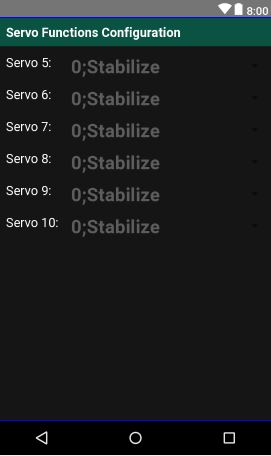 8:00
Servo Functions Configuration
Servo 5: 0;Stabilize
Servo 6: 0;Stabilize
Servo 7: 0;Stabilize
Servo 8: 0;Stabilize
Servo 9: 0;Stabilize
Servo 10: 0;Stabilize